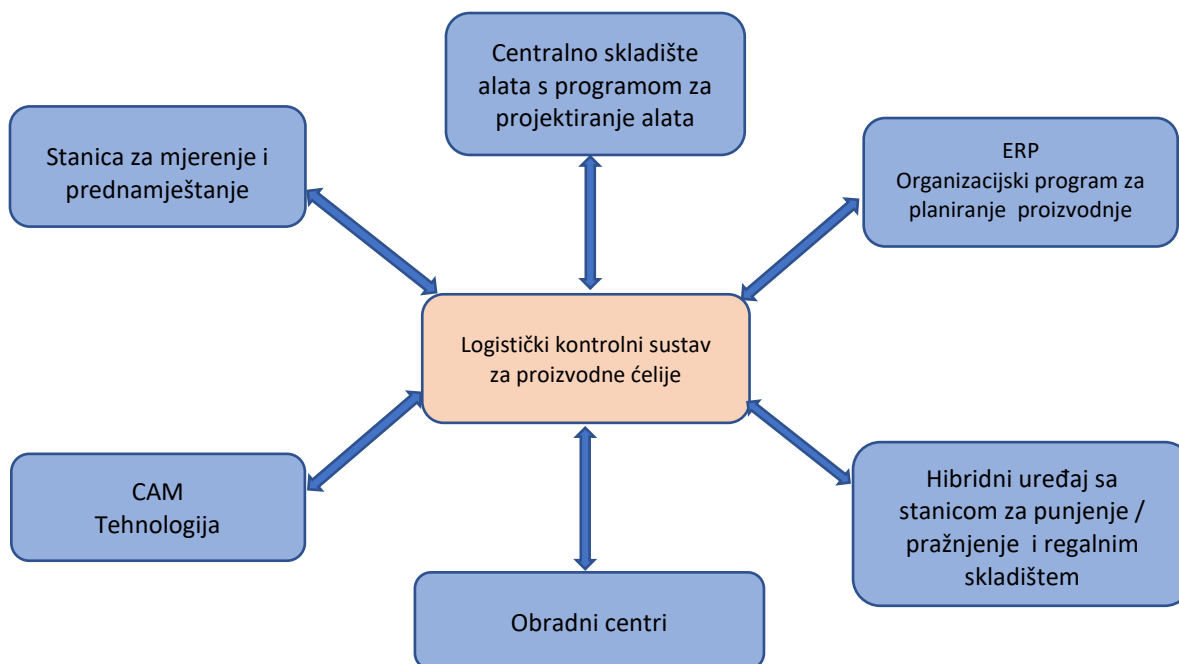 Centralno skladište
alata s programom za
projektiranje alata
Stanica za mjerenje i
prednamještanje
ERP
Organizacijski program za
planiranje proizvodnje
Logistički kontrolni sustav
za proizvodne ćelije
CAM
Tehnologija
Hibridni uređaj sa
stanicom za punjenje /
pražnjenje i regalnim
skladištem
Obradni centri